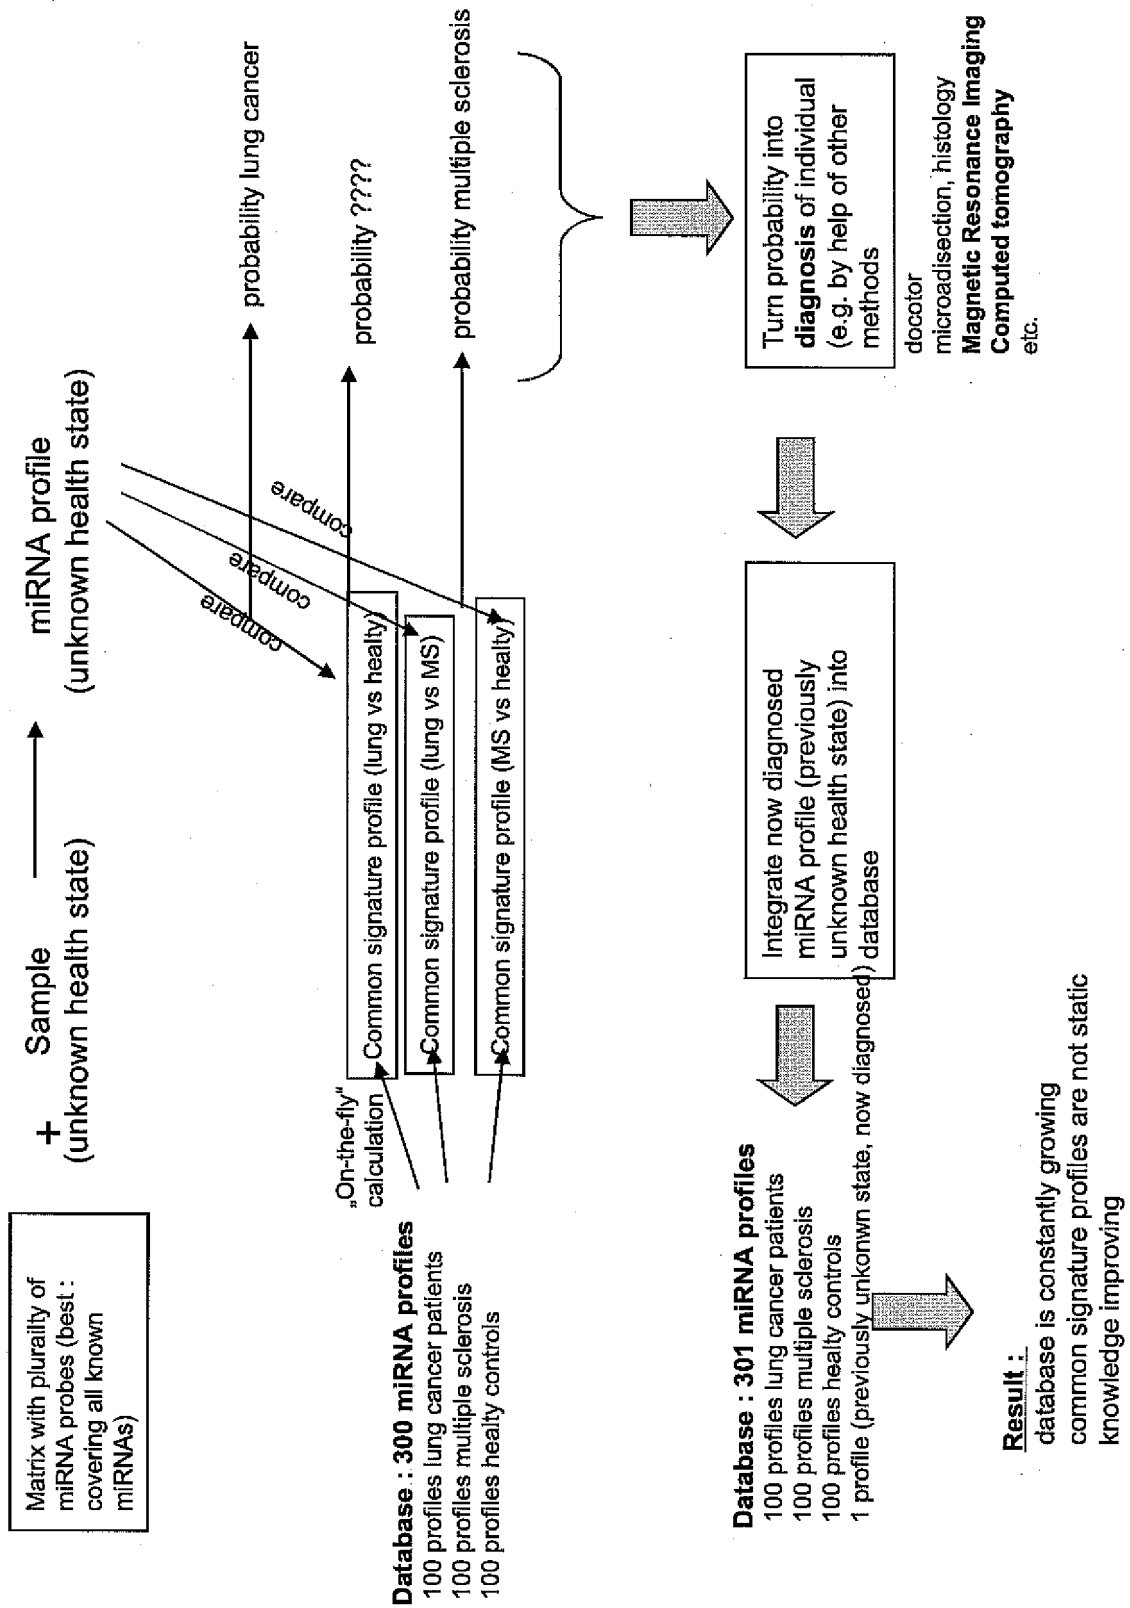 Matrix with plurality of
miRNA probes (best :
covering all known
miRNAs)
+
Sample
(unknown health state)
miRNA profile
(unknown health state)
Database : 300 miRNA profiles
100 profiles lung cancer patients
100 profiles multiple sclerosis
100 profiles healty controls
„On-the-fly“
calculation
Common signature profile (lung vs healty)
Common signature profile (lung vs MS)
Common signature profile (MS vs healty)
compare
compare
compare
probability lung cancer
probability ????
probability multiple sclerosis
Turn probability into
diagnosis of individual
(e.g. by help of other
methods
docotor
microadisection, histology
Magnetic Resonance Imaging
Computed tomography
etc.
Integrate now diagnosed
miRNA profile (previously
unknown health state) into
database
Database : 301 miRNA profiles
100 profiles lung cancer patients
100 profiles multiple sclerosis
100 profiles healty controls
1 profile (previously unkonwn state, now diagnosed)
Result :
database is constantly growing
common signature profiles are not static
knowledge improving